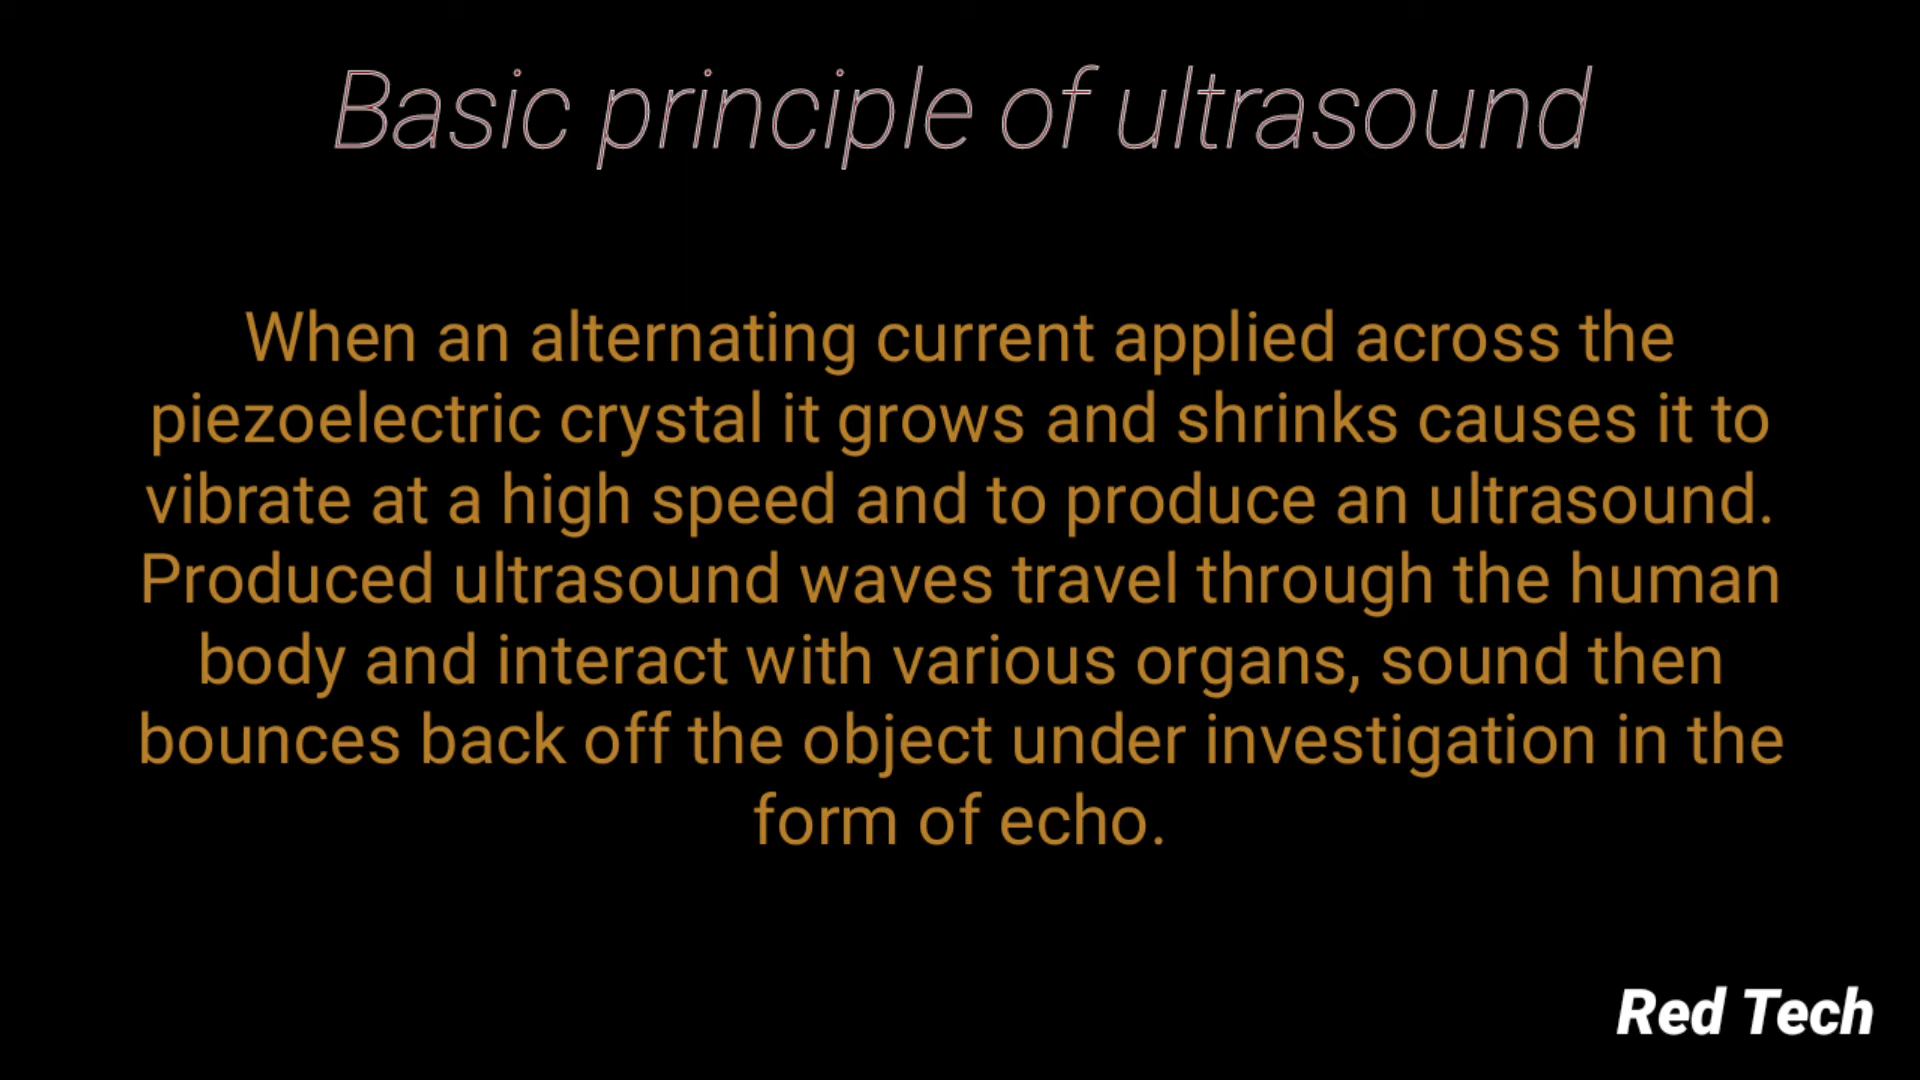 Basic principle of ultrasound
When an alternating current applied across the
piezoelectric crystal it grows and shrinks causes it to
vibrate at a high speed and to produce an ultrasound.
Produced ultrasound waves travel through the human
body and interact with various organs, sound then
bounces back off the object under investigation in the
form of echo.
Red Tech